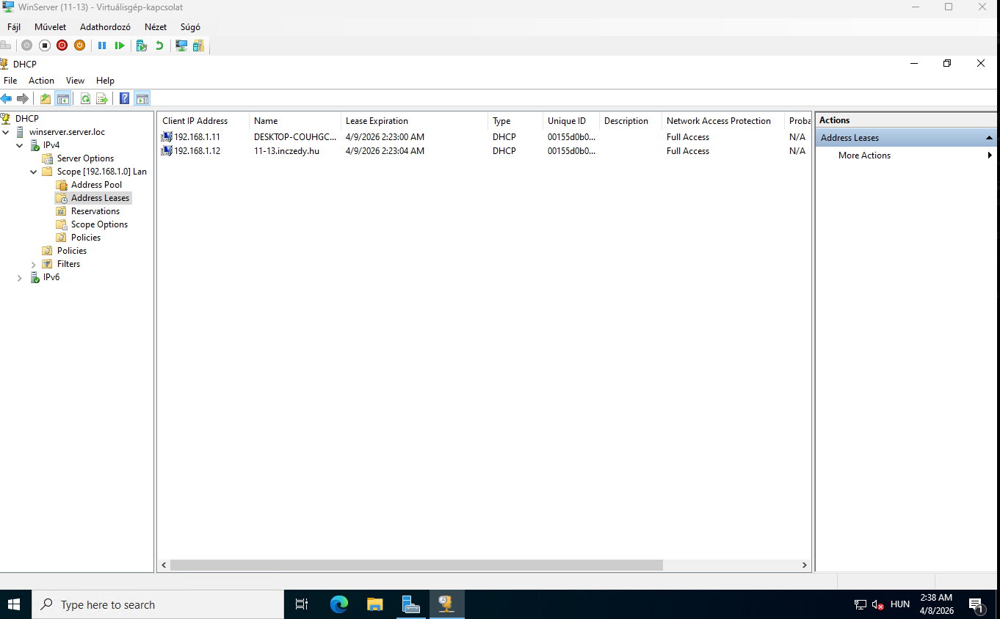 WinServer (11-13) - Virtuálisgép-kapcsolat
Fájl Művelet Adathordozó Nézet Súgó
DHCP
File Action View Help
DHCP
winserver.server.loc
IPv4
Server Options
Scope [192.168.1.0] Lan
Address Pool
Address Leases
Reservations
Scope Options
Policies
Policies
Filters
IPv6
Client IP Address Name Lease Expiration Type Unique ID Description Network Access Protection Proba
192.168.1.11 DESKTOP-COUHGC... 4/9/2026 2:23:00 AM DHCP 00155d0b0... Full Access N/A
192.168.1.12 11-13.inczedy.hu 4/9/2026 2:23:04 AM DHCP 00155d0b0... Full Access N/A
Actions
Address Leases
More Actions
Type here to search
HUN
2:38 AM
4/8/2026
1